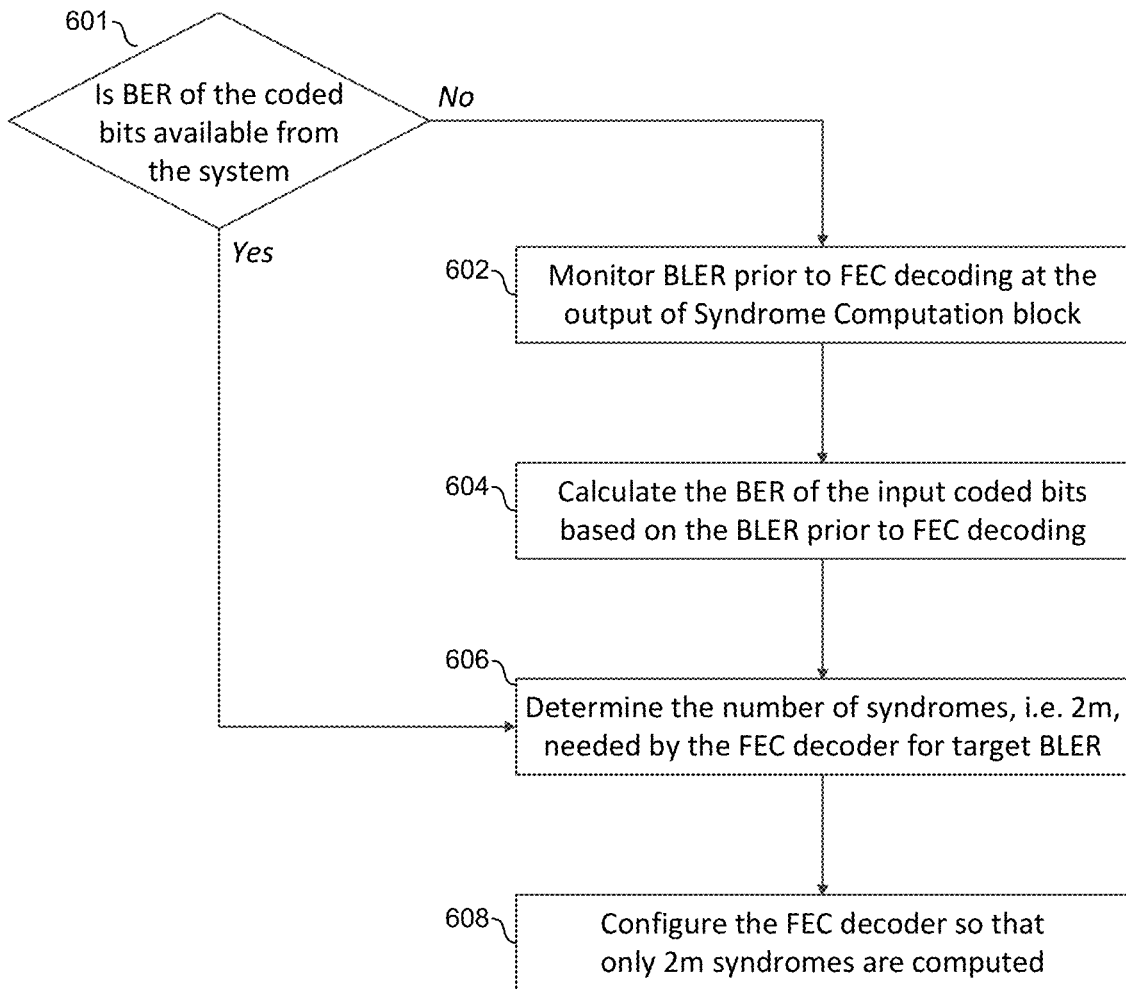 601
Is BER of the coded
bits available from
the system
No
Yes
602
Monitor BLER prior to FEC decoding at the
output of Syndrome Computation block
604
Calculate the BER of the input coded bits
based on the BLER prior to FEC decoding
606
Determine the number of syndromes, i.e. 2m,
needed by the FEC decoder for target BLER
608
Configure the FEC decoder so that
only 2m syndromes are computed